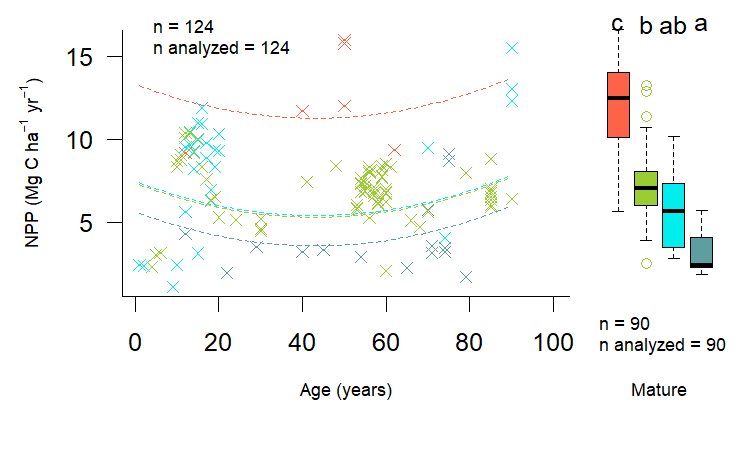 n = 124
n analyzed = 124
c b ab a
NPP (Mg C ha⁻¹ yr⁻¹)
15
10
5
0 20 40 60 80 100
Age (years)
n = 90
n analyzed = 90
Mature